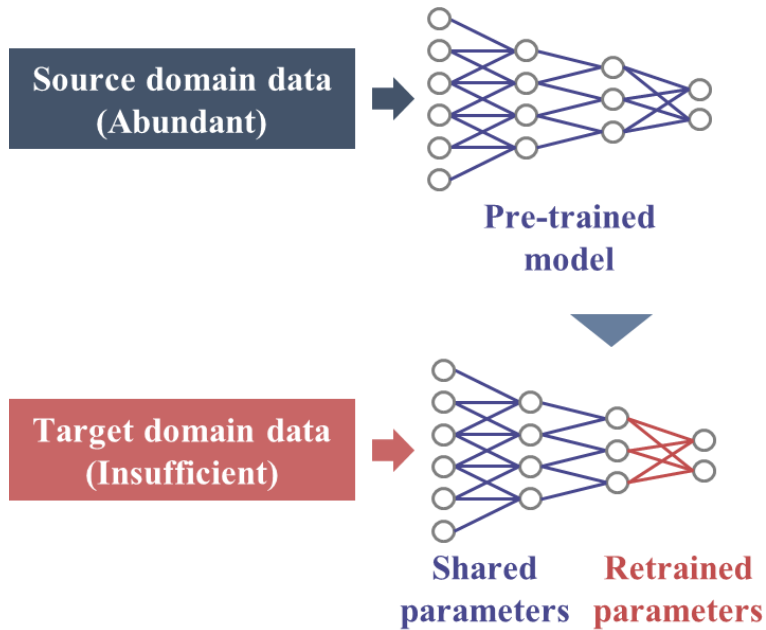 Source domain data
(Abundant)
Pre-trained
model
Target domain data
(Insufficient)
Shared
parameters
Retrained
parameters